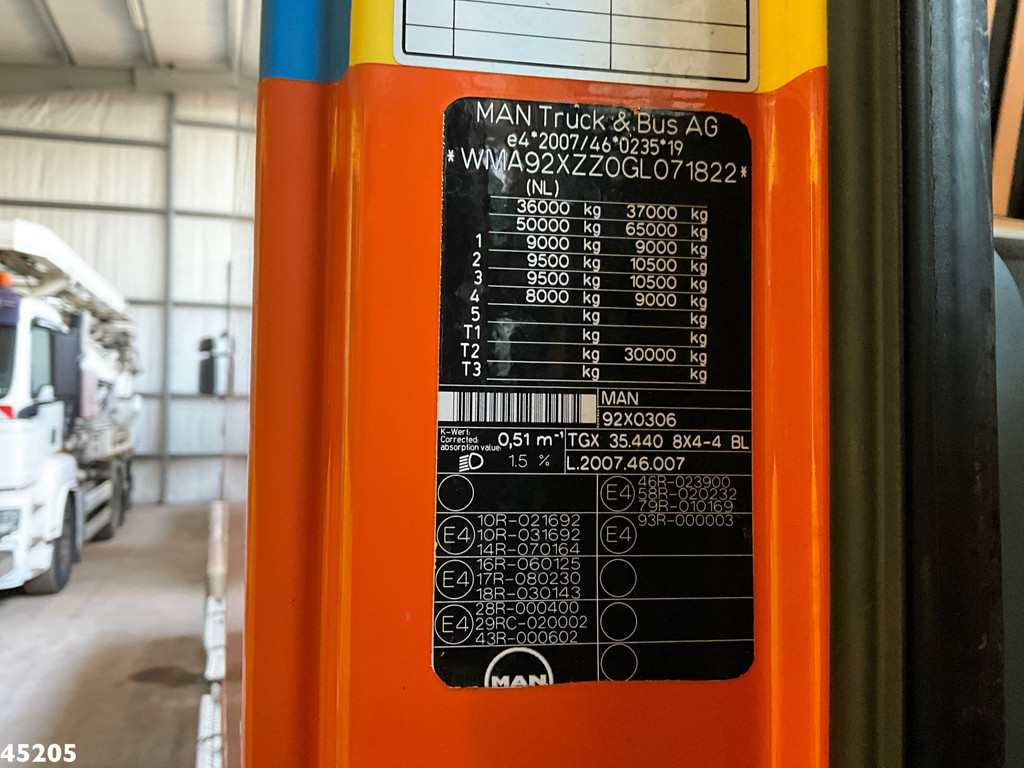 MAN Truck & Bus AG
e4*2007/46*0235*19
*WMA92XZZ0GL071822*
(NL)
36000 kg 37000 kg
50000 kg 65000 kg
1 9000 kg 9000 kg
2 9500 kg 10500 kg
3 9500 kg 10500 kg
4 8000 kg 9000 kg
5 kg kg
T1 kg kg
T2 kg 30000 kg
T3 kg kg
MAN
92X0306
K-Wert:
Corrected
absorption value:
0,51 m-1
1.5 %
TGX 35.440 8X4-4 BL
L.2007.46.007
E4
46R-023900
58R-020232
79R-010169
E4
10R-021692
10R-031692
14R-070164
E4
93R-000003
E4
16R-060125
17R-080230
18R-030143
E4
28R-000400
29RC-020002
43R-000602
MAN
45205